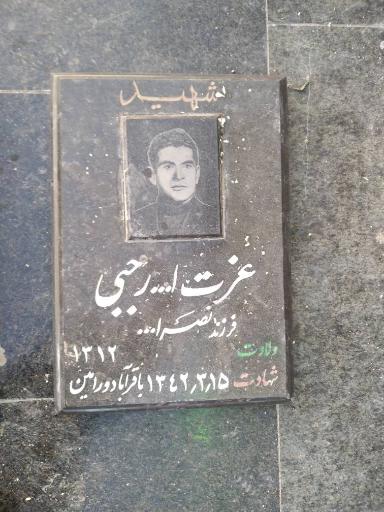 شهید
عزت ا... رجبی
فرزند نصرا...
ولادت ۱۳۱۲
شهادت ۱۳۴۲٫۳٫۱۵ باقرآباد ورامین